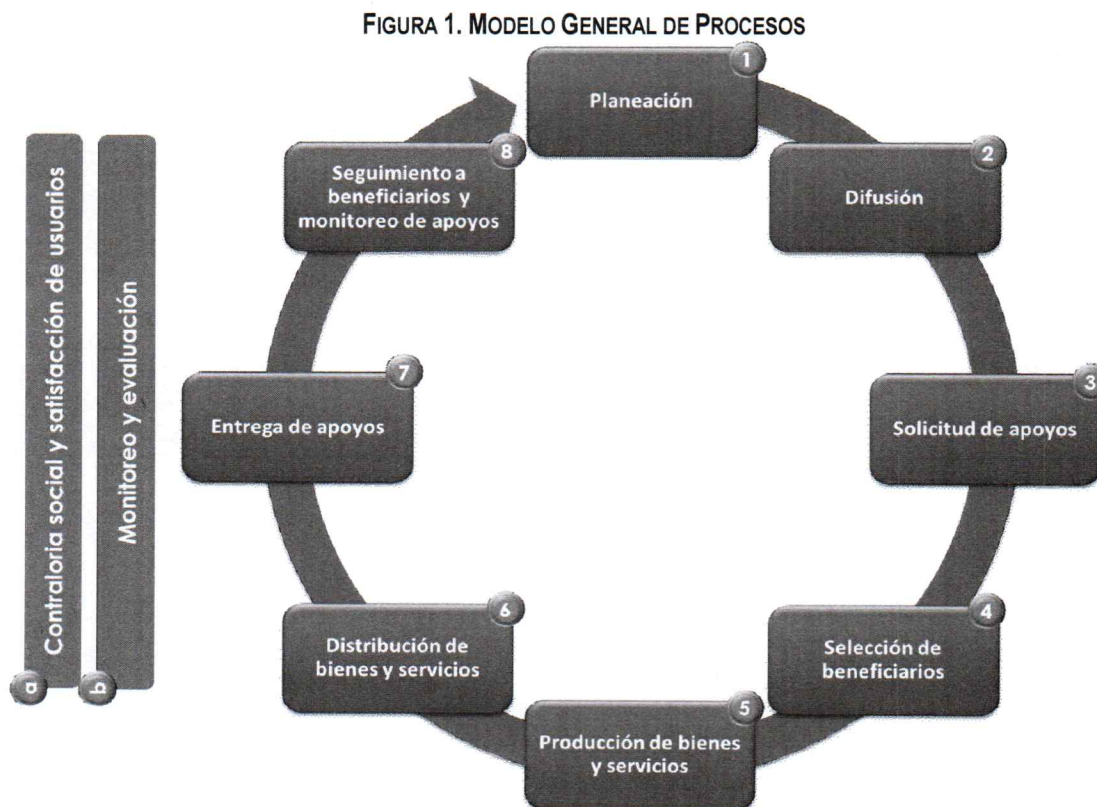 FIGURA 1. MODELO GENERAL DE PROCESOS
1
Planeación
2
Difusión
3
Solicitud de apoyos
4
Selección de
beneficiarios
5
Producción de bienes
y servicios
6
Distribución de
bienes y servicios
7
Entrega de apoyos
8
Seguimiento a
beneficiarios y
monitoreo de apoyos
a
Contraloria social y satisfacción de usuarios
b
Monitoreo y evaluación